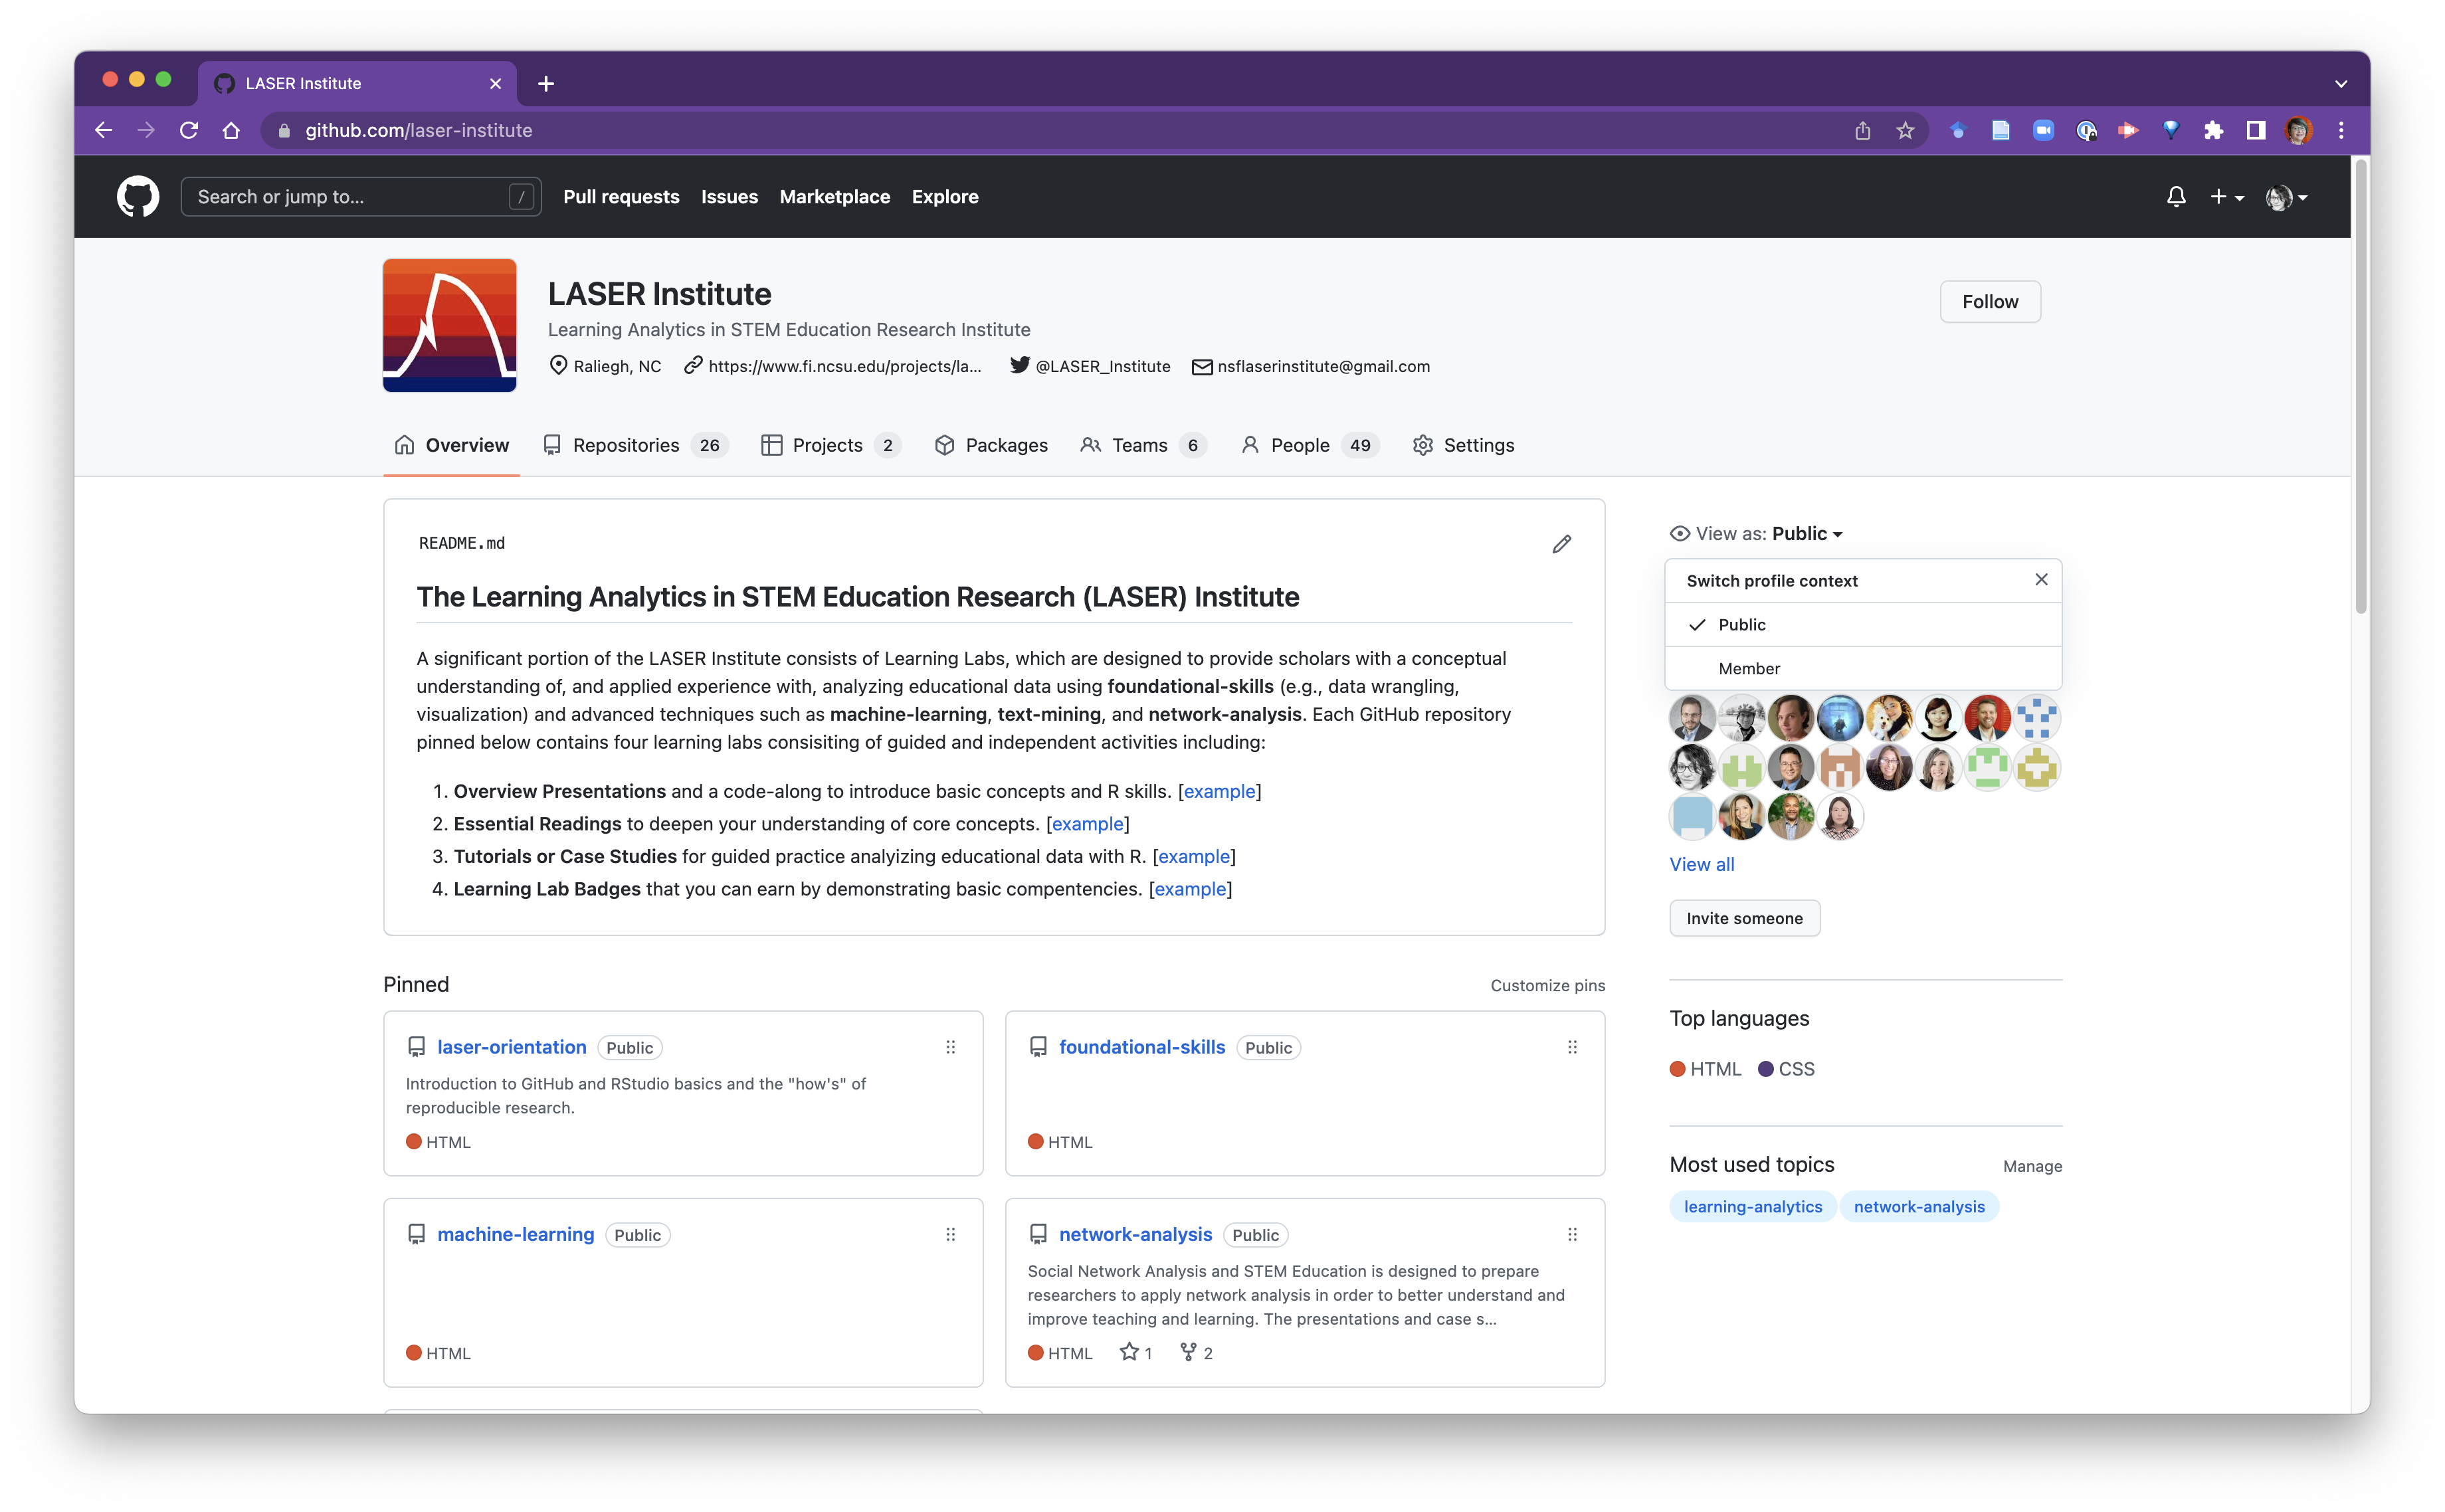 LASER Institute
github.com/laser-institute
Search or jump to...
/
Pull requests
Issues
Marketplace
Explore
LASER Institute
Follow
Learning Analytics in STEM Education Research Institute
Raliegh, NC
https://www.fi.ncsu.edu/projects/la...
@LASER_Institute
nsflaserinstitute@gmail.com
Overview
Repositories 26
Projects 2
Packages
Teams 6
People 49
Settings
README.md
The Learning Analytics in STEM Education Research (LASER) Institute
A significant portion of the LASER Institute consists of Learning Labs, which are designed to provide scholars with a conceptual
understanding of, and applied experience with, analyzing educational data using foundational-skills (e.g., data wrangling,
visualization) and advanced techniques such as machine-learning, text-mining, and network-analysis. Each GitHub repository
pinned below contains four learning labs consisiting of guided and independent activities including:
1. Overview Presentations and a code-along to introduce basic concepts and R skills. [example]
2. Essential Readings to deepen your understanding of core concepts. [example]
3. Tutorials or Case Studies for guided practice analyizing educational data with R. [example]
4. Learning Lab Badges that you can earn by demonstrating basic compentencies. [example]
View as: Public
Switch profile context
Public
Member
View all
Invite someone
Pinned
Customize pins
laser-orientation Public
Introduction to GitHub and RStudio basics and the "how's" of
reproducible research.
HTML
foundational-skills Public
HTML
machine-learning Public
HTML
network-analysis Public
Social Network Analysis and STEM Education is designed to prepare
researchers to apply network analysis in order to better understand and
improve teaching and learning. The presentations and case s...
HTML 1 2
Top languages
HTML CSS
Most used topics
Manage
learning-analytics
network-analysis